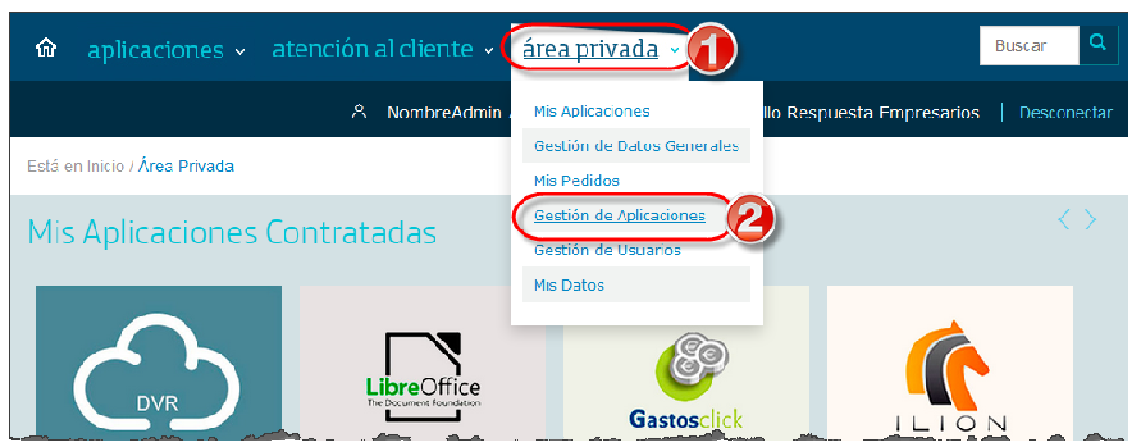 aplicaciones atención al cliente área privada 1 Buscar
NombreAdmin
llo Respuesta Empresarios | Desconectar
Mis Aplicaciones
Gestión de Datos Generales
Mis Pedidos
Gestión de Aplicaciones 2
Gestión de Usuarios
Mis Datos
Está en Inicio / Área Privada
Mis Aplicaciones Contratadas
DVR
LibreOffice
The Document Foundation
Gastosclick
ILION